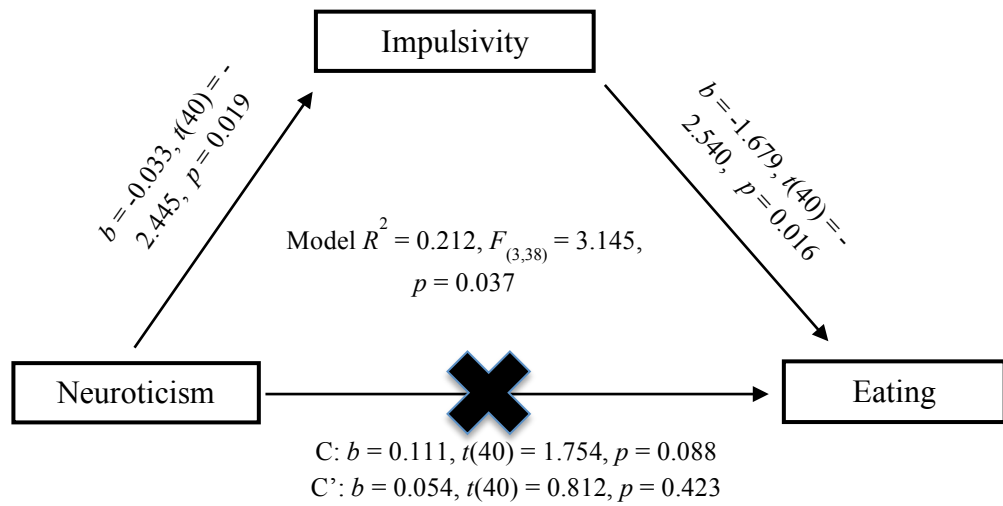 Impulsivity
b = -0.033, t(40) = -
2.445, p = 0.019
b = -1.679, t(40) = -
2.540, p = 0.016
Model R² = 0.212, F(3,38) = 3.145,
p = 0.037
Neuroticism
Eating
C: b = 0.111, t(40) = 1.754, p = 0.088
C’: b = 0.054, t(40) = 0.812, p = 0.423